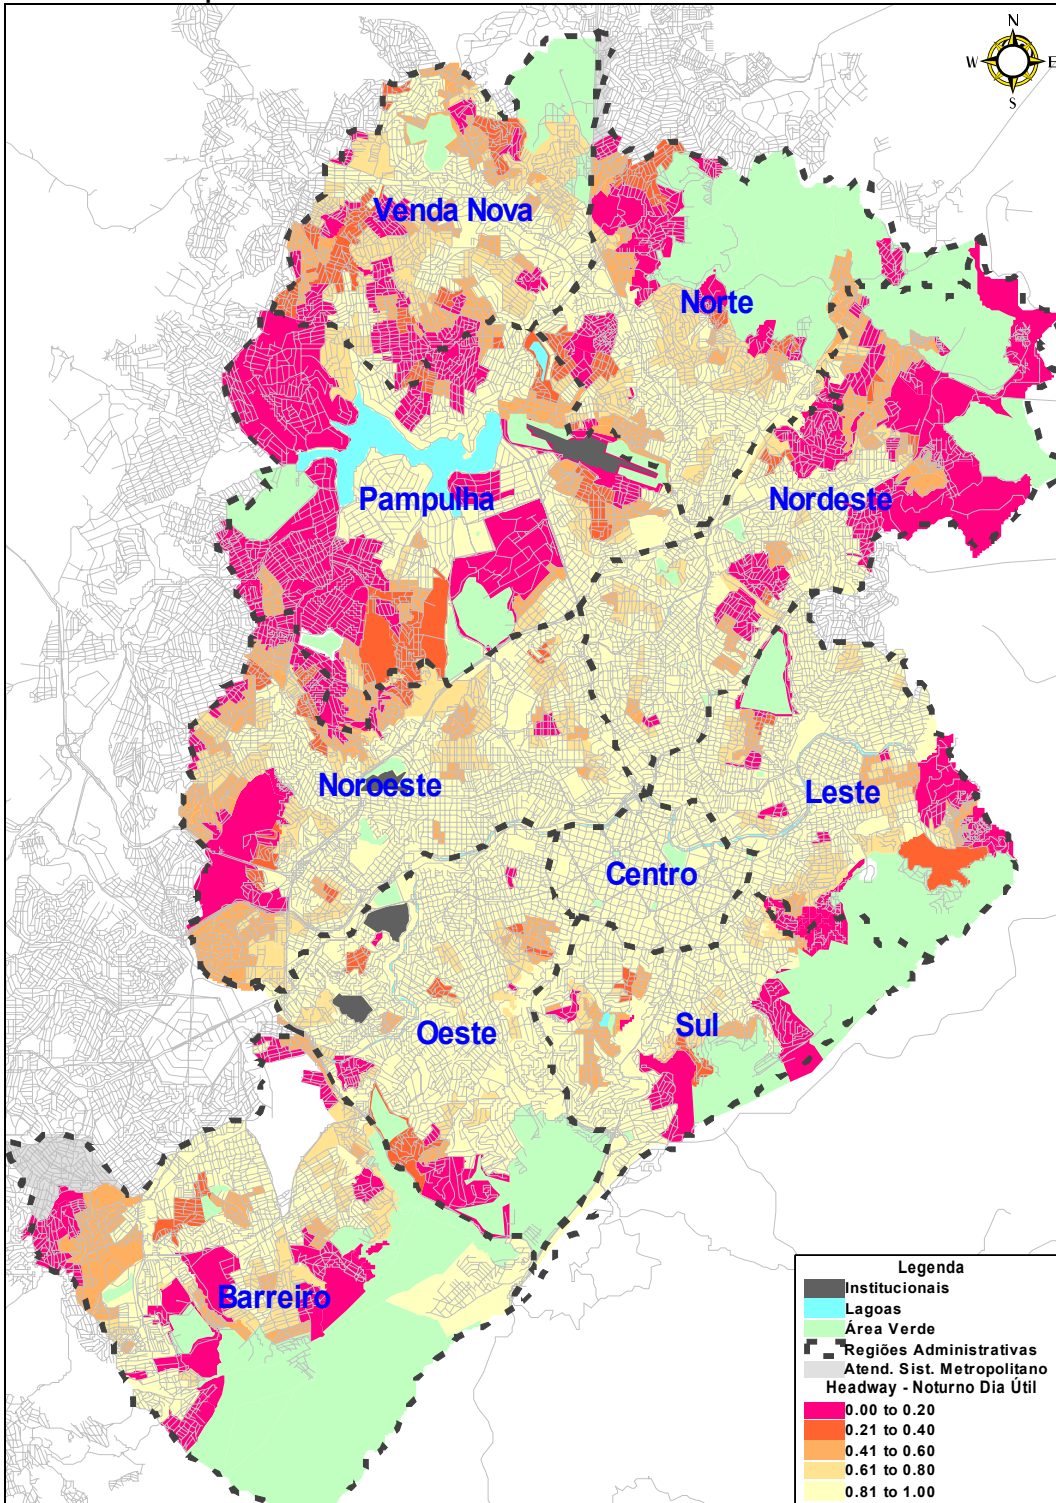 N
W E
S
Venda Nova
Norte
Pampulha
Nordeste
Noroeste
Leste
Centro
Oeste
Sul
Barreiro
Legenda
Institucionais
Lagoas
Área Verde
Regiões Administrativas
Atend. Sist. Metropolitano
Headway - Noturno Dia Útil
0.00 to 0.20
0.21 to 0.40
0.41 to 0.60
0.61 to 0.80
0.81 to 1.00